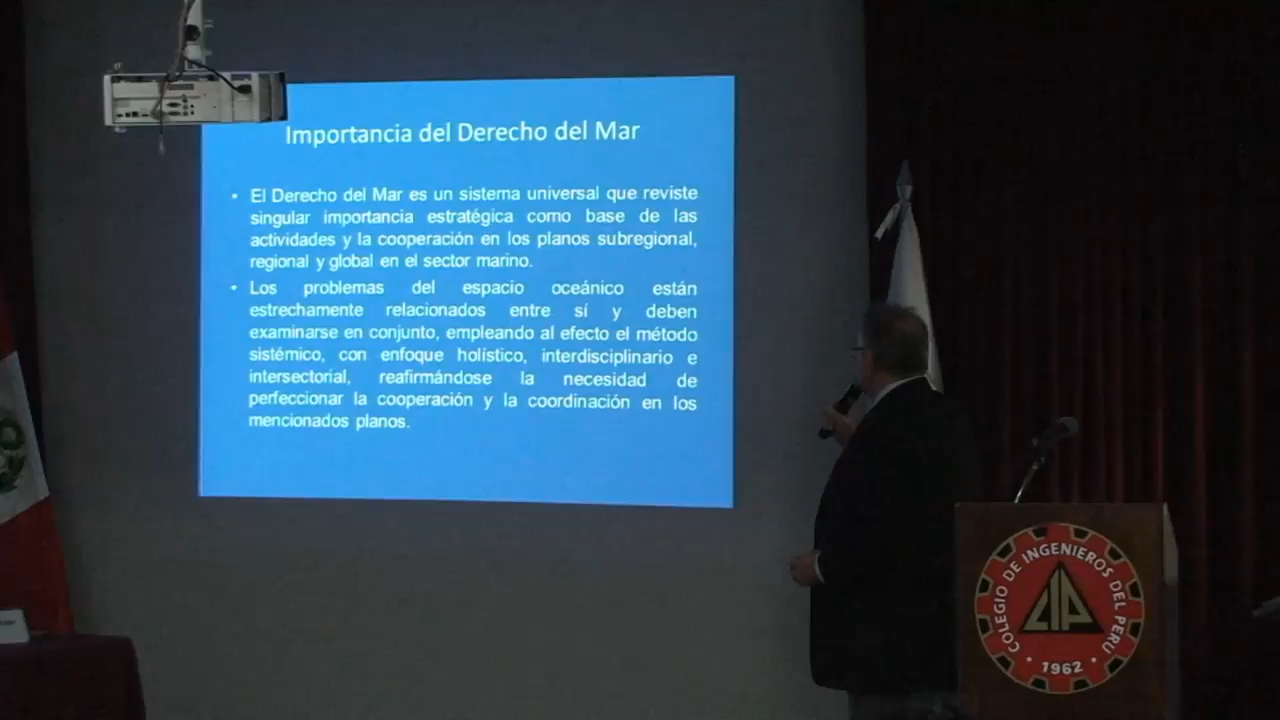 Importancia del Derecho del Mar
• El Derecho del Mar es un sistema universal que reviste
singular importancia estratégica como base de las
actividades y la cooperación en los planos subregional,
regional y global en el sector marino.
• Los problemas del espacio oceánico están
estrechamente relacionados entre sí y deben
examinarse en conjunto, empleando al efecto el método
sistémico, con enfoque holístico, interdisciplinario e
intersectorial, reafirmándose la necesidad de
perfeccionar la cooperación y la coordinación en los
mencionados planos.
COLEGIO DE INGENIEROS DEL PERU
CIP
• 1962 •